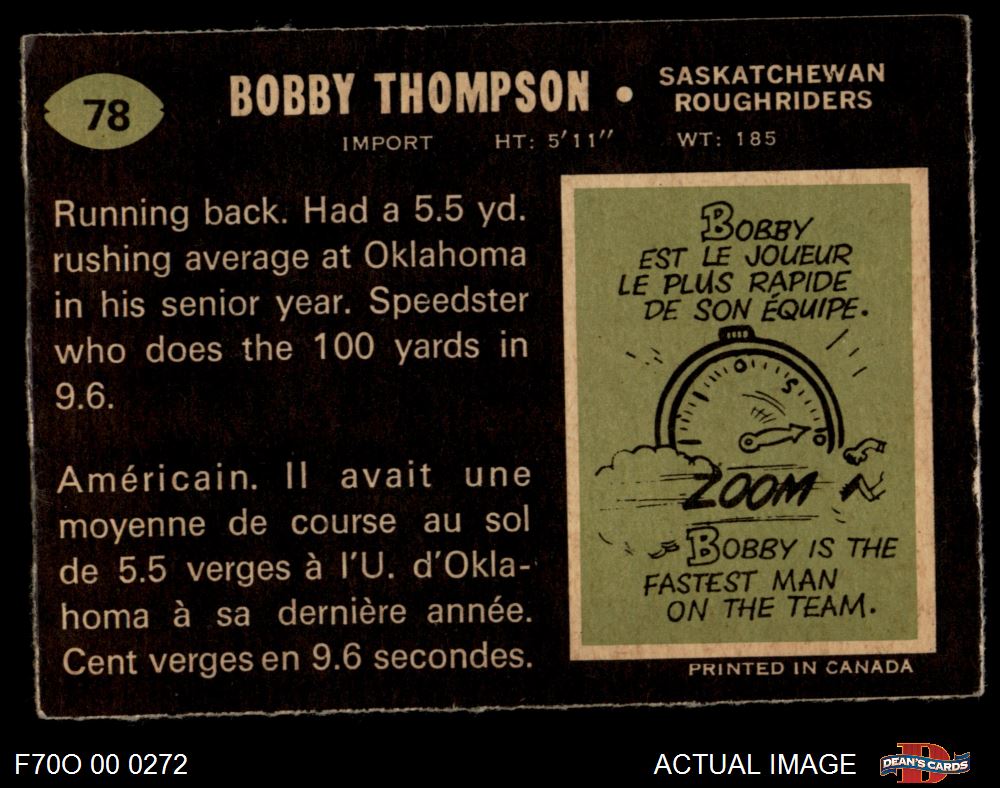 78
BOBBY THOMPSON • SASKATCHEWAN
ROUGHRIDERS
IMPORT HT: 5'11" WT: 185
Running back. Had a 5.5 yd.
rushing average at Oklahoma
in his senior year. Speedster
who does the 100 yards in
9.6.
Américain. Il avait une
moyenne de course au sol
de 5.5 verges à l'U. d'Okla-
homa à sa dernière année.
Cent verges en 9.6 secondes.
BOBBY
EST LE JOUEUR
LE PLUS RAPIDE
DE SON ÉQUIPE.
0
5
10
ZOOM
BOBBY IS THE
FASTEST MAN
ON THE TEAM.
PRINTED IN CANADA
F70O 00 0272
ACTUAL IMAGE
D
DEAN'S CARDS